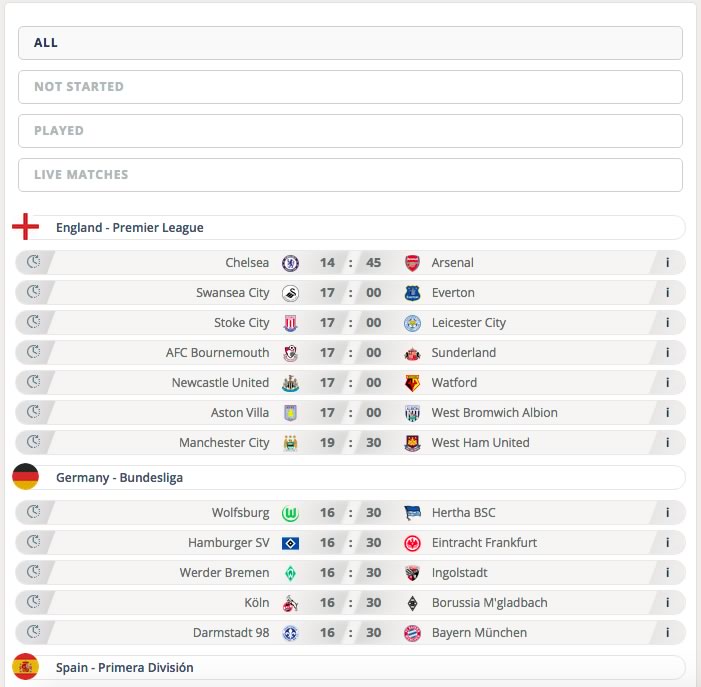 ALL
NOT STARTED
PLAYED
LIVE MATCHES
England - Premier League
Chelsea 14 : 45 Arsenal i
Swansea City 17 : 00 Everton i
Stoke City 17 : 00 Leicester City i
AFC Bournemouth 17 : 00 Sunderland i
Newcastle United 17 : 00 Watford i
Aston Villa 17 : 00 West Bromwich Albion i
Manchester City 19 : 30 West Ham United i
Germany - Bundesliga
Wolfsburg 16 : 30 Hertha BSC i
Hamburger SV 16 : 30 Eintracht Frankfurt i
Werder Bremen 16 : 30 Ingolstadt i
Köln 16 : 30 Borussia M'gladbach i
Darmstadt 98 16 : 30 Bayern München i
Spain - Primera División